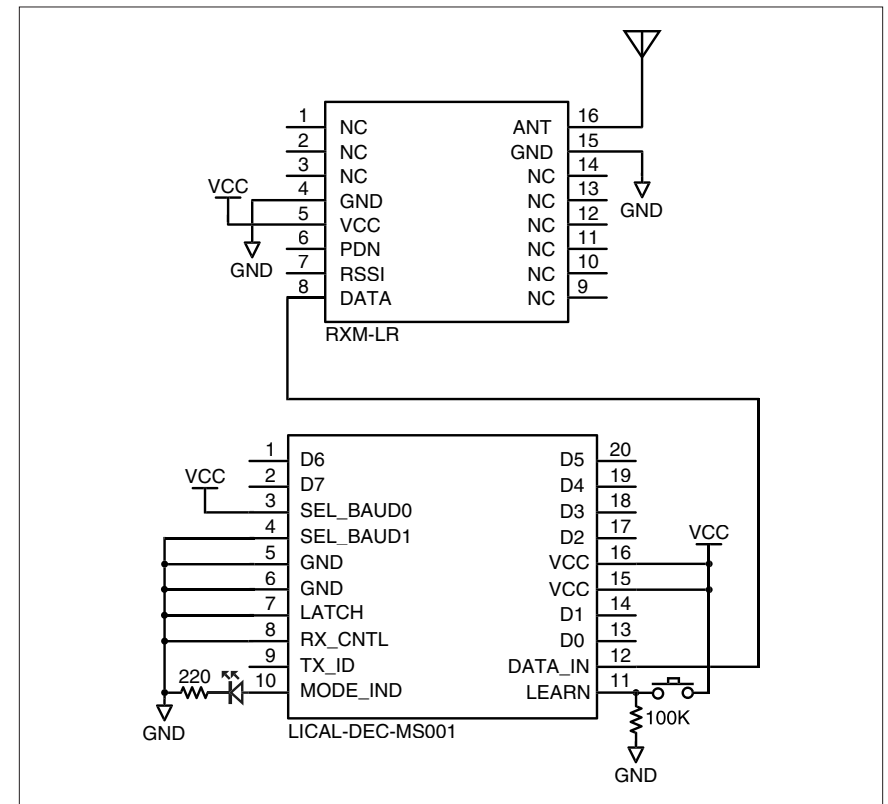 1 NC
2 NC
3 NC
4 GND
5 VCC
6 PDN
7 RSSI
8 DATA
ANT 16
GND 15
NC 14
NC 13
NC 12
NC 11
NC 10
NC 9
VCC
GND
GND
RXM-LR
1 D6
2 D7
3 SEL_BAUD0
4 SEL_BAUD1
5 GND
6 GND
7 LATCH
8 RX_CNTL
9 TX_ID
10 MODE_IND
D5 20
D4 19
D3 18
D2 17
VCC 16
VCC 15
D1 14
D0 13
DATA_IN 12
LEARN 11
VCC
VCC
220
100K
GND
GND
LICAL-DEC-MS001